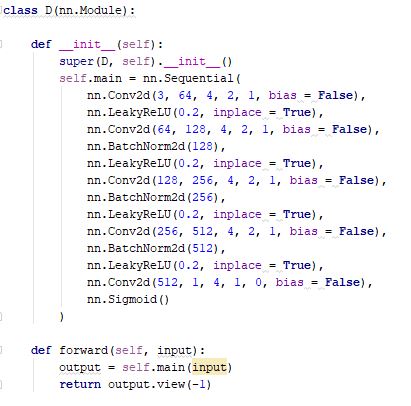 class D(nn.Module):
def __init__(self):
super(D, self).__init__()
self.main = nn.Sequential(
nn.Conv2d(3, 64, 4, 2, 1, bias = False),
nn.LeakyReLU(0.2, inplace = True),
nn.Conv2d(64, 128, 4, 2, 1, bias = False),
nn.BatchNorm2d(128),
nn.LeakyReLU(0.2, inplace = True),
nn.Conv2d(128, 256, 4, 2, 1, bias = False),
nn.BatchNorm2d(256),
nn.LeakyReLU(0.2, inplace = True),
nn.Conv2d(256, 512, 4, 2, 1, bias = False),
nn.BatchNorm2d(512),
nn.LeakyReLU(0.2, inplace = True),
nn.Conv2d(512, 1, 4, 1, 0, bias = False),
nn.Sigmoid()
)
def forward(self, input):
output = self.main(input)
return output.view(-1)